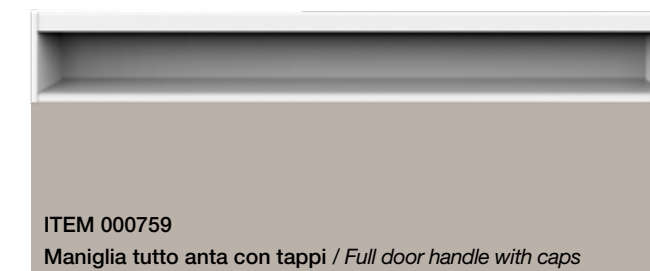 ITEM 000759
Maniglia tutto anta con tappi / Full door handle with caps